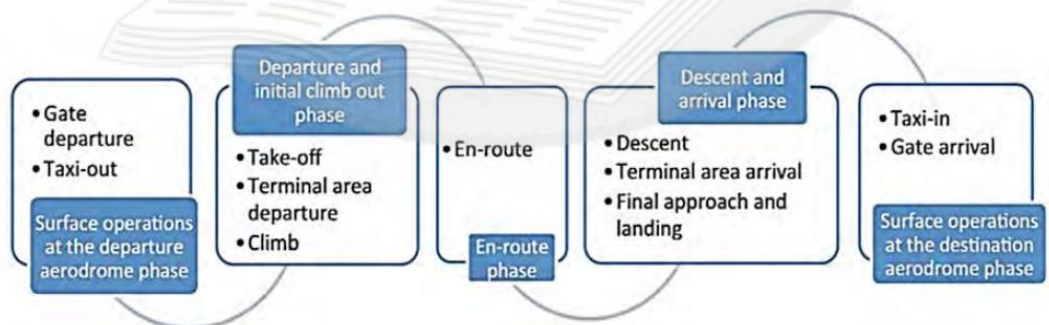 • Gate
departure
• Taxi-out
Surface operations
at the departure
aerodrome phase
Departure and
initial climb out
phase
• Take-off
• Terminal area
departure
• Climb
• En-route
En-route
phase
Descent and
arrival phase
• Descent
• Terminal area arrival
• Final approach and
landing
• Taxi-in
• Gate arrival
Surface operations
at the destination
aerodrome phase